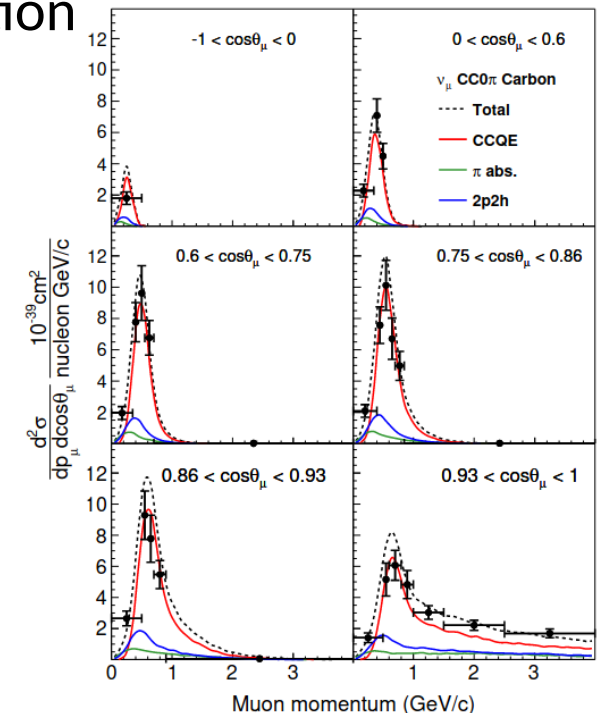 ion
-1 < cosθμ < 0
0 < cosθμ < 0.6
νμ CC0π Carbon
Total
CCQE
π abs.
2p2h
12
10
8
6
4
2
0.6 < cosθμ < 0.75
0.75 < cosθμ < 0.86
12
10
8
6
4
2
0.86 < cosθμ < 0.93
0.93 < cosθμ < 1
12
10
8
6
4
2
d²σ
dpμdcosθμ
10⁻³⁹cm²
nucleon GeV/c
0 1 2 3 1 2 3
Muon momentum (GeV/c)